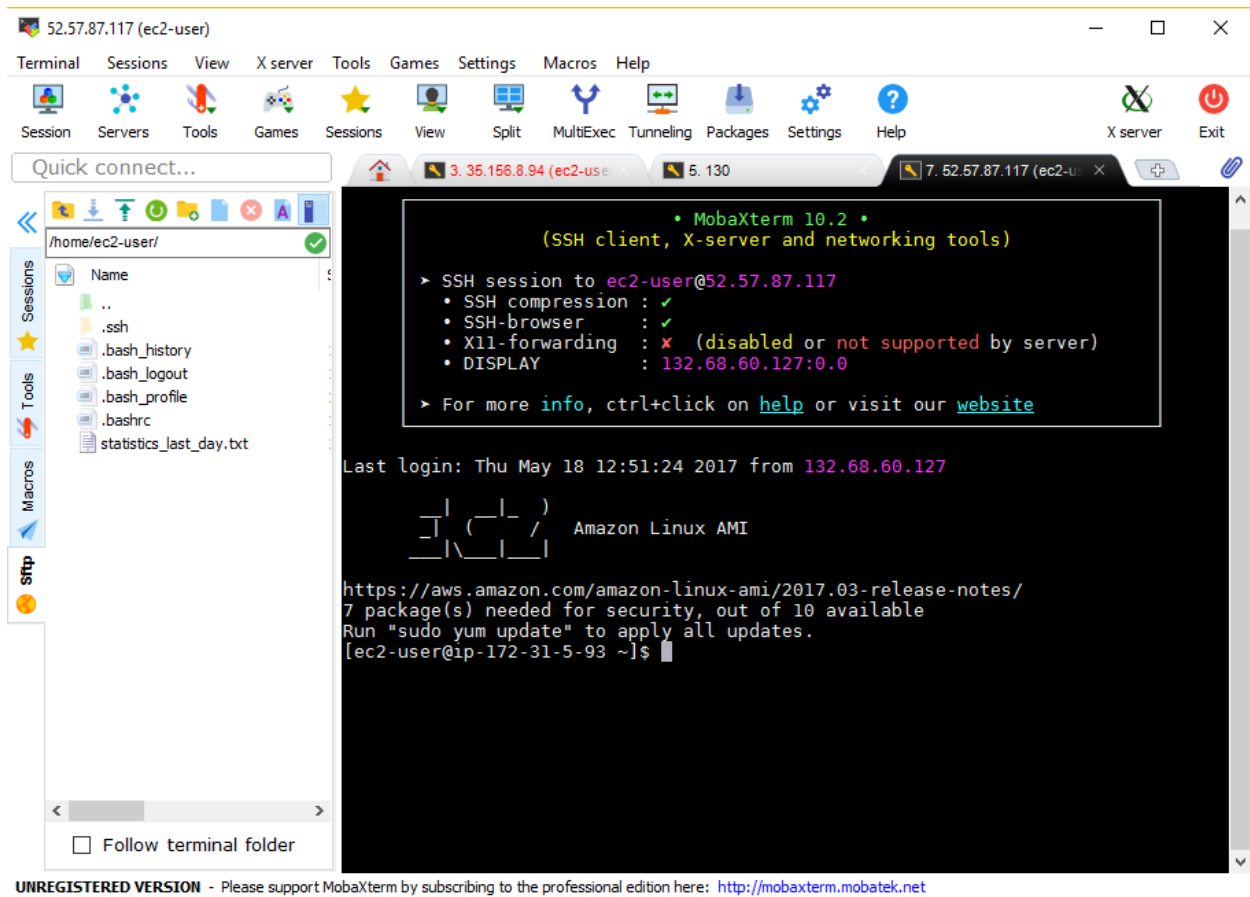 52.57.87.117 (ec2-user)
Terminal Sessions View X server Tools Games Settings Macros Help
Session Servers Tools Games Sessions View Split MultiExec Tunneling Packages Settings Help X server Exit
Quick connect...
3. 35.156.8.94 (ec2-use
5. 130
7. 52.57.87.117 (ec2-u
/home/ec2-user/
Name S
..
.ssh
.bash_history
.bash_logout
.bash_profile
.bashrc
statistics_last_day.txt
Sessions
Tools
Macros
Sftp
Follow terminal folder
• MobaXterm 10.2 •
(SSH client, X-server and networking tools)
➤ SSH session to ec2-user@52.57.87.117
• SSH compression : ✔
• SSH-browser : ✔
• X11-forwarding : ✘ (disabled or not supported by server)
• DISPLAY : 132.68.60.127:0.0
➤ For more info, ctrl+click on help or visit our website
Last login: Thu May 18 12:51:24 2017 from 132.68.60.127
__| __|_ )
_| ( / Amazon Linux AMI
___|\___|___|
https://aws.amazon.com/amazon-linux-ami/2017.03-release-notes/
7 package(s) needed for security, out of 10 available
Run "sudo yum update" to apply all updates.
[ec2-user@ip-172-31-5-93 ~]$
UNREGISTERED VERSION - Please support MobaXterm by subscribing to the professional edition here: http://mobaxterm.mobatek.net